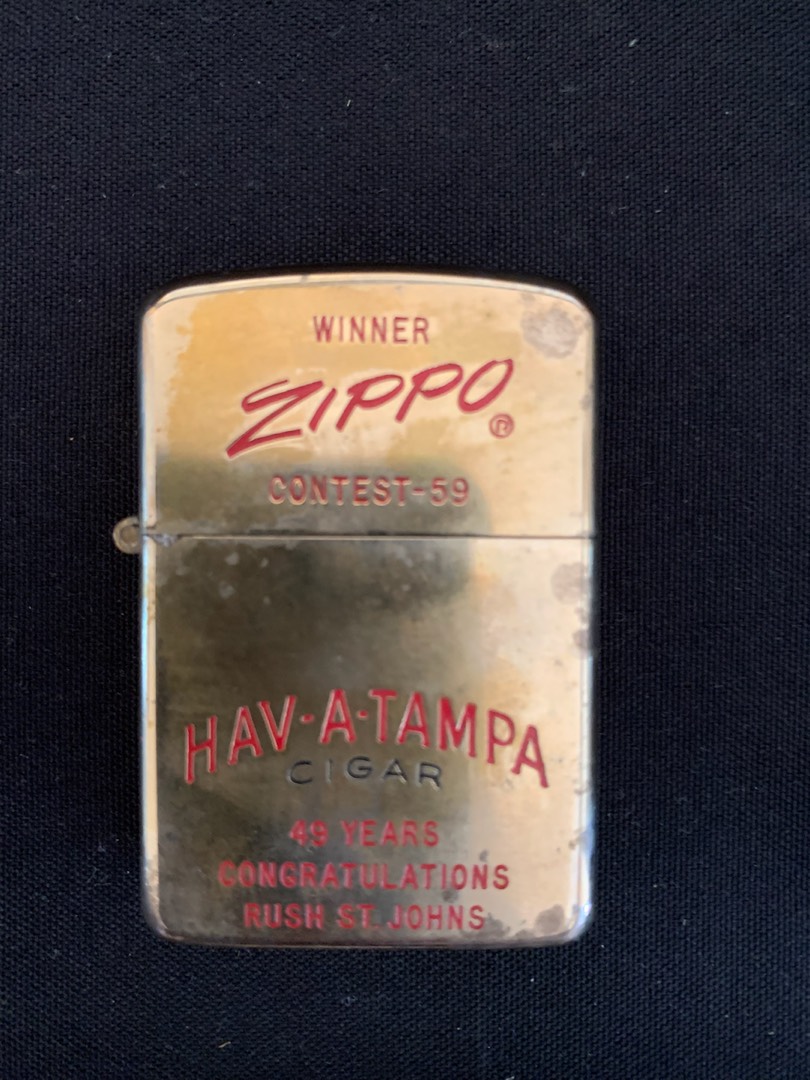 WINNER
ZIPPO ®
CONTEST-59
HAV-A-TAMPA
CIGAR
49 YEARS
CONGRATULATIONS
RUSH ST. JOHNS